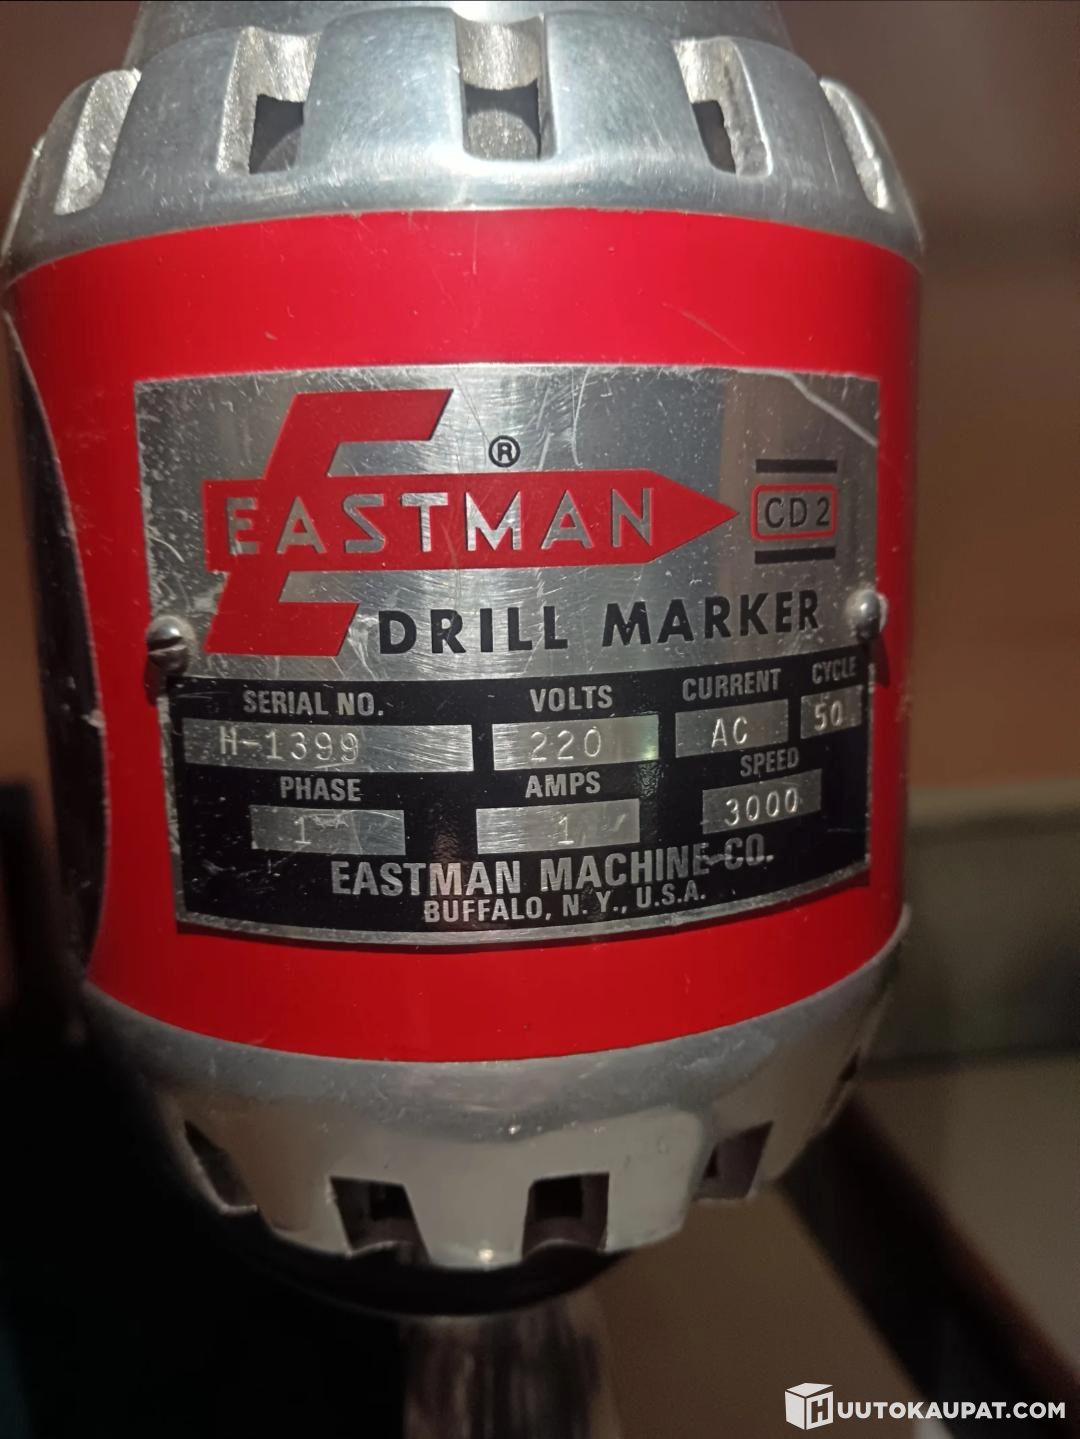 ®
EASTMAN
CD2
DRILL MARKER
SERIAL NO. VOLTS CURRENT CYCLE
H-1399 220 AC 50
PHASE AMPS SPEED
1 1 3000
EASTMAN MACHINE CO.
BUFFALO, N.Y., U.S.A.
HUUTOKAUPAT.COM